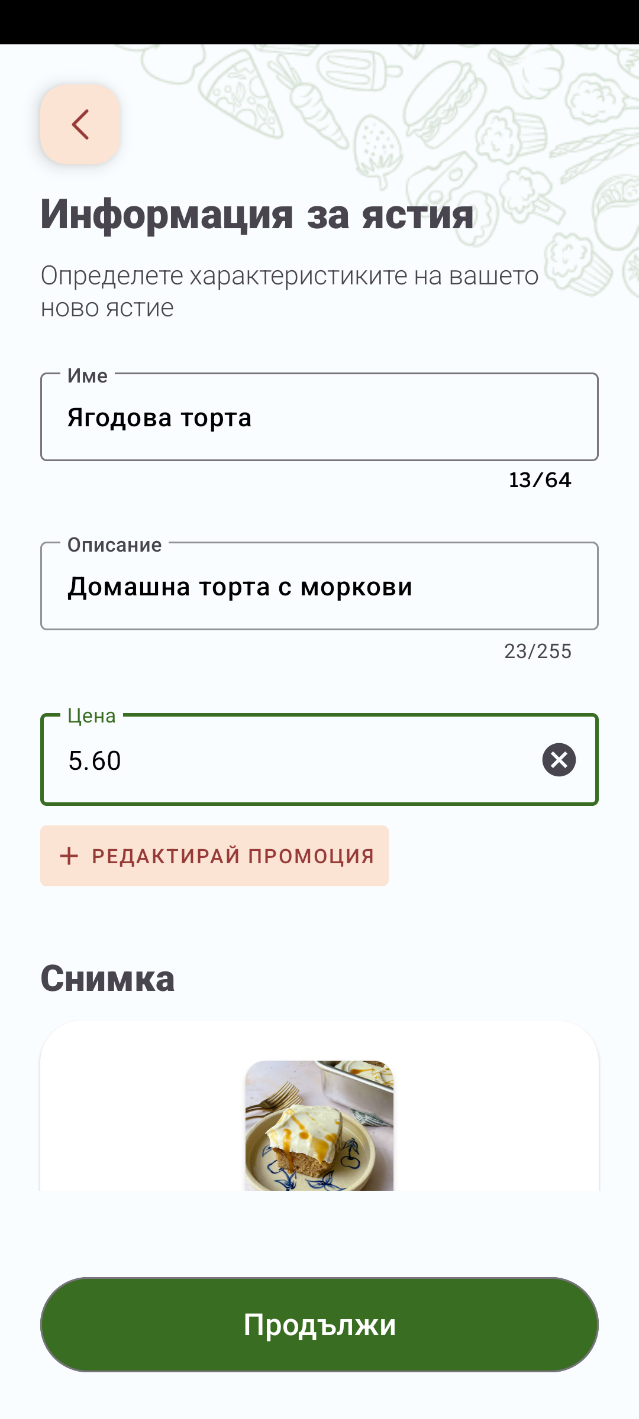 Информация за ястия
Определете характеристиките на вашето
ново ястие
Име
Ягодова торта
13/64
Описание
Домашна торта с моркови
23/255
Цена
5.60
РЕДАКТИРАЙ ПРОМОЦИЯ
Снимка
Продължи